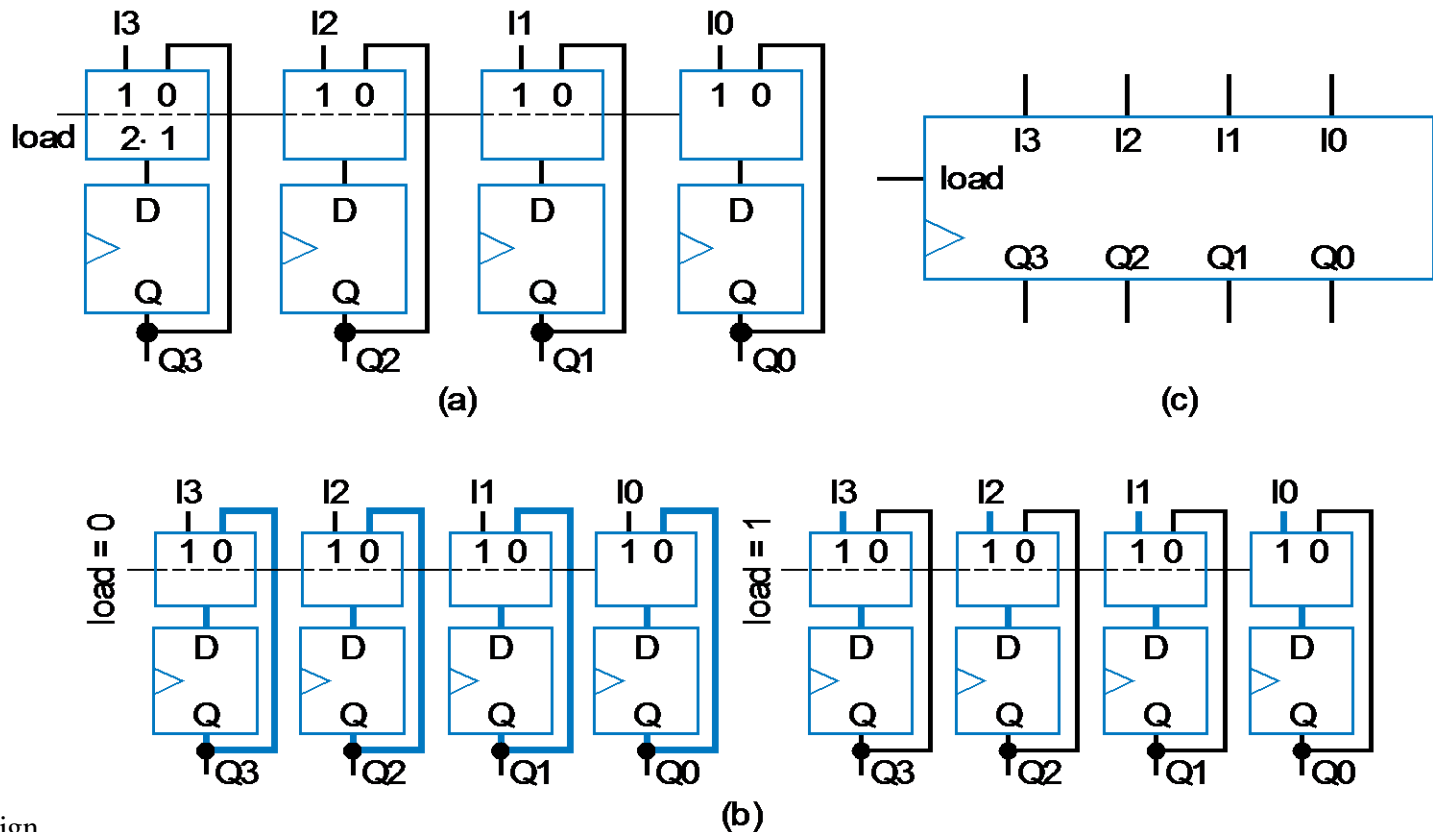 I3 I2 I1 I0
1 0 1 0 1 0 1 0
load 2· 1
D D D D
Q Q Q Q
Q3 Q2 Q1 Q0
(a)
I3 I2 I1 I0
load
Q3 Q2 Q1 Q0
(c)
load = 0
I3 I2 I1 I0
1 0 1 0 1 0 1 0
D D D D
Q Q Q Q
Q3 Q2 Q1 Q0
load = 1
I3 I2 I1 I0
1 0 1 0 1 0 1 0
D D D D
Q Q Q Q
Q3 Q2 Q1 Q0
(b)